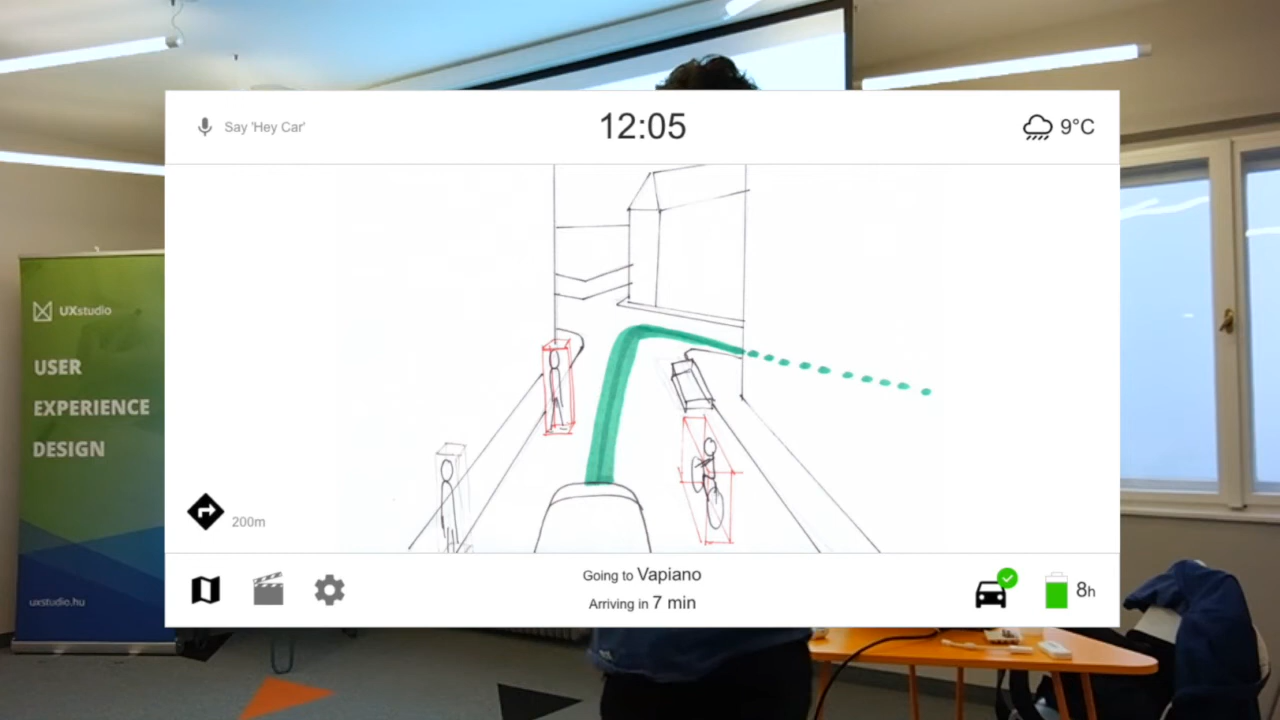 Say 'Hey Car'
12:05
9°C
UXstudio
USER
EXPERIENCE
DESIGN
200m
uxstudio.hu
Going to Vapiano
Arriving in 7 min
8h